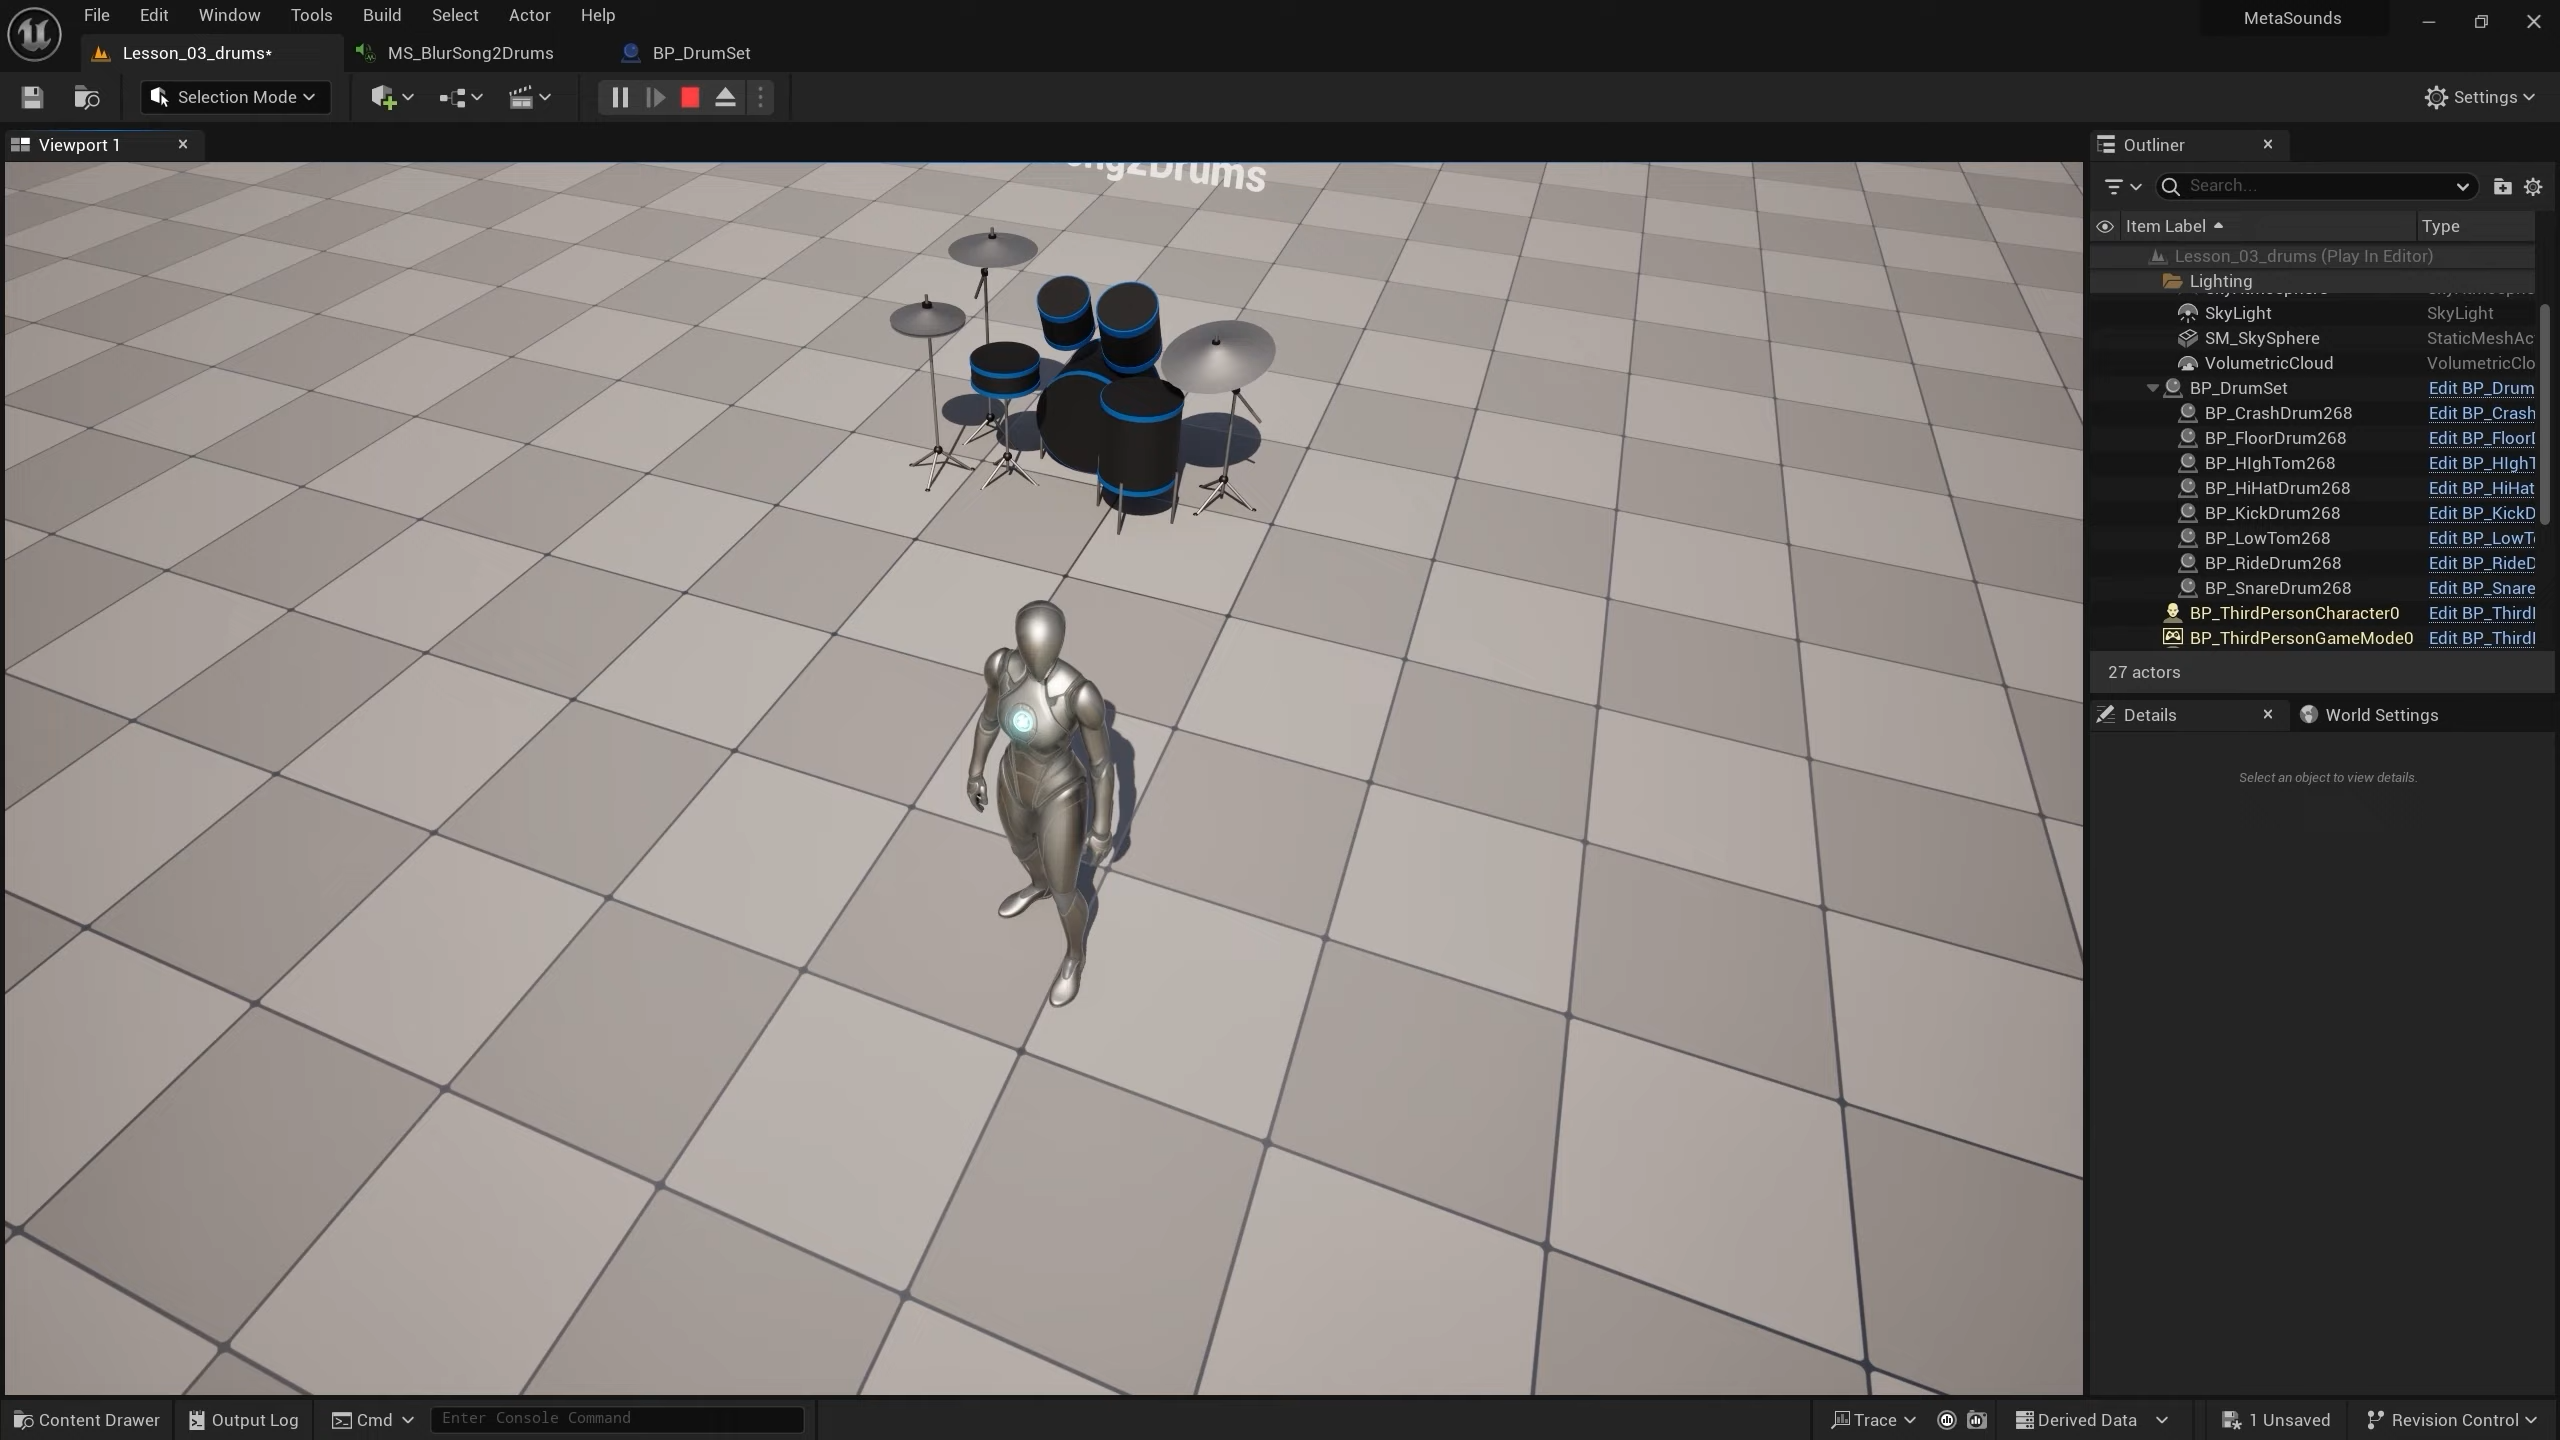 File Edit Window Tools Build Select Actor Help
MetaSounds
Lesson_03_drums*
MS_BlurSong2Drums
BP_DrumSet
Selection Mode
Settings
Viewport 1
Outliner
Search...
Item Label
Type
Lesson_03_drums (Play In Editor)
Lighting
SkyLight SkyLight
SM_SkySphere StaticMeshAc
VolumetricCloud VolumetricClo
BP_DrumSet Edit BP_Drum
BP_CrashDrum268 Edit BP_Crash
BP_FloorDrum268 Edit BP_Floor
BP_HIghTom268 Edit BP_HIghT
BP_HiHatDrum268 Edit BP_HiHat
BP_KickDrum268 Edit BP_KickD
BP_LowTom268 Edit BP_LowT
BP_RideDrum268 Edit BP_RideD
BP_SnareDrum268 Edit BP_Snare
BP_ThirdPersonCharacter0 Edit BP_Third
BP_ThirdPersonGameMode0 Edit BP_Third
27 actors
Details
World Settings
Select an object to view details.
ng2Drums
Content Drawer
Output Log
Cmd
Enter Console Command
Trace
Derived Data
1 Unsaved
Revision Control